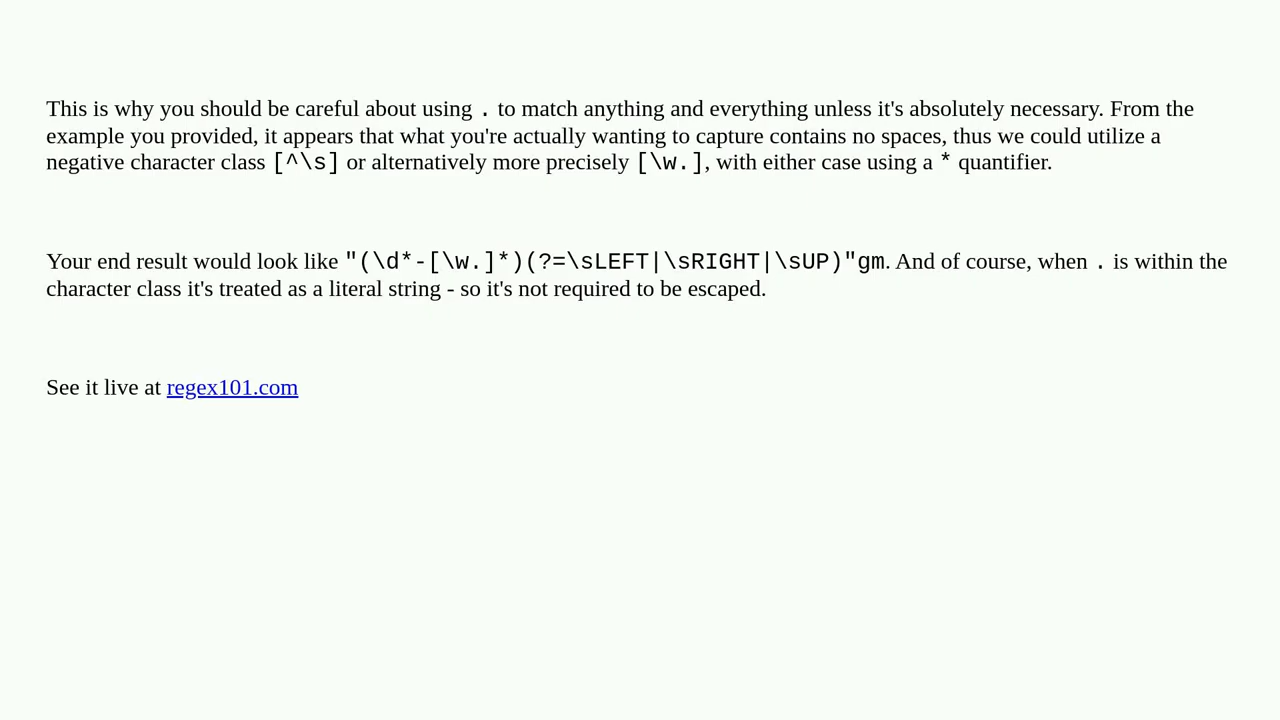 This is why you should be careful about using . to match anything and everything unless it's absolutely necessary. From the
example you provided, it appears that what you're actually wanting to capture contains no spaces, thus we could utilize a
negative character class [^\s] or alternatively more precisely [\w.], with either case using a * quantifier.
Your end result would look like "(\d*-[\w.]*)(?=\sLEFT|\sRIGHT|\sUP)"gm. And of course, when . is within the
character class it's treated as a literal string - so it's not required to be escaped.
See it live at regex101.com